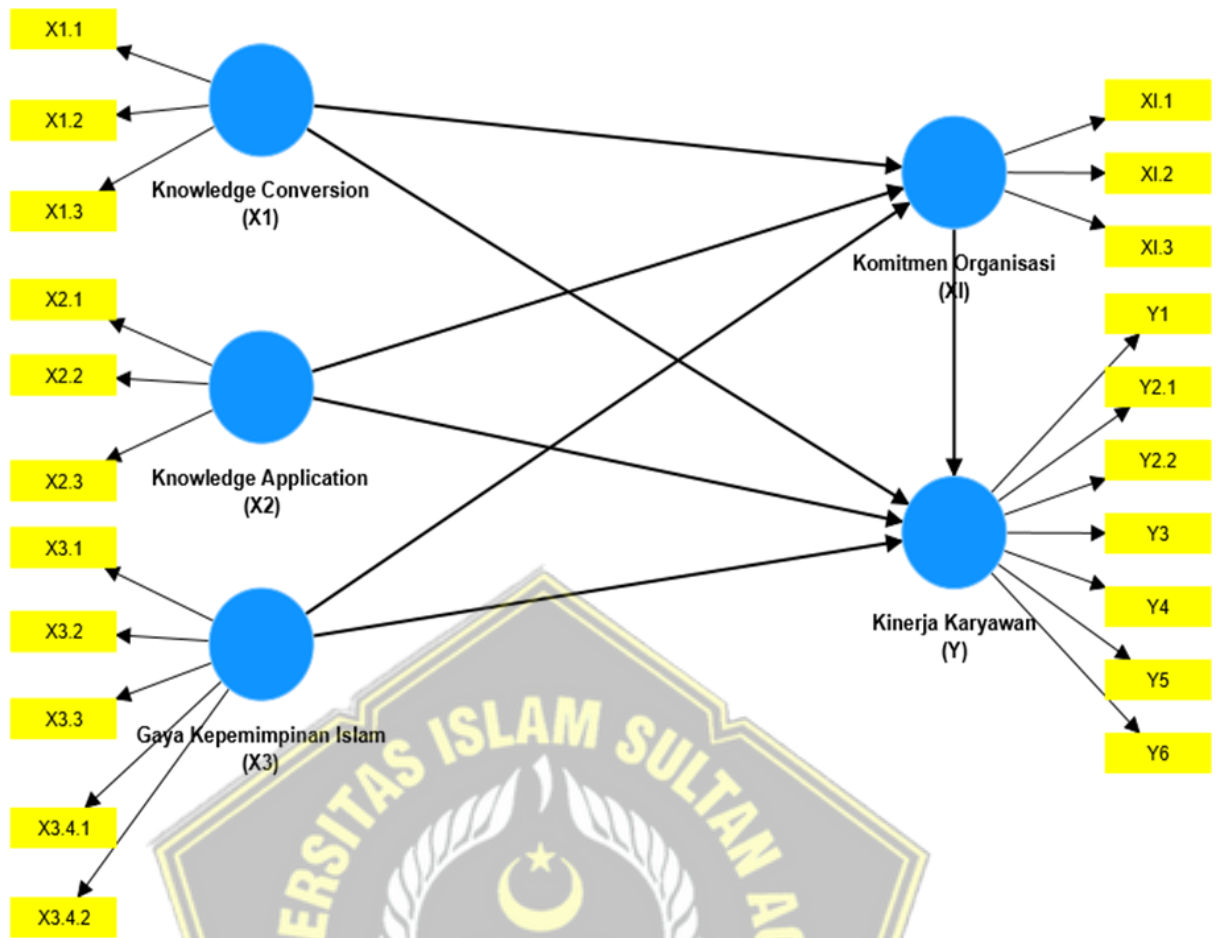 X1.1
X1.2
X1.3
Knowledge Conversion
(X1)
X2.1
X2.2
X2.3
Knowledge Application
(X2)
X3.1
X3.2
X3.3
X3.4.1
X3.4.2
Gaya Kepemimpinan Islam
(X3)
XI.1
XI.2
XI.3
Komitmen Organisasi
(XI)
Y1
Y2.1
Y2.2
Y3
Y4
Y5
Y6
Kinerja Karyawan
(Y)
ERSITAS ISLAM SULTAN AG